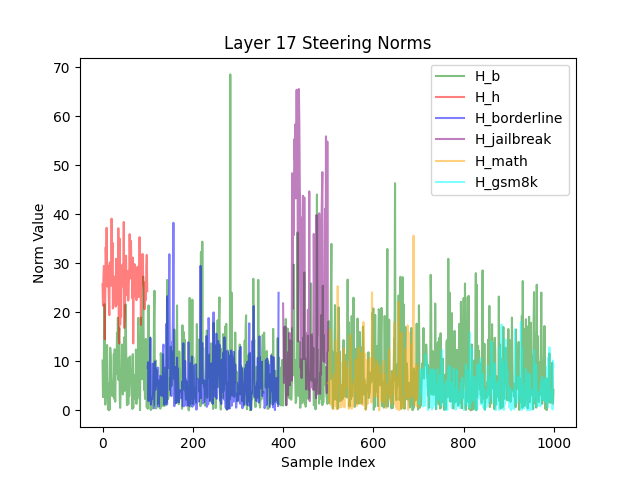 Layer 17 Steering Norms
Norm Value
70
60
50
40
30
20
10
0
H_b
H_h
H_borderline
H_jailbreak
H_math
H_gsm8k
0
200
400
600
800
1000
Sample Index